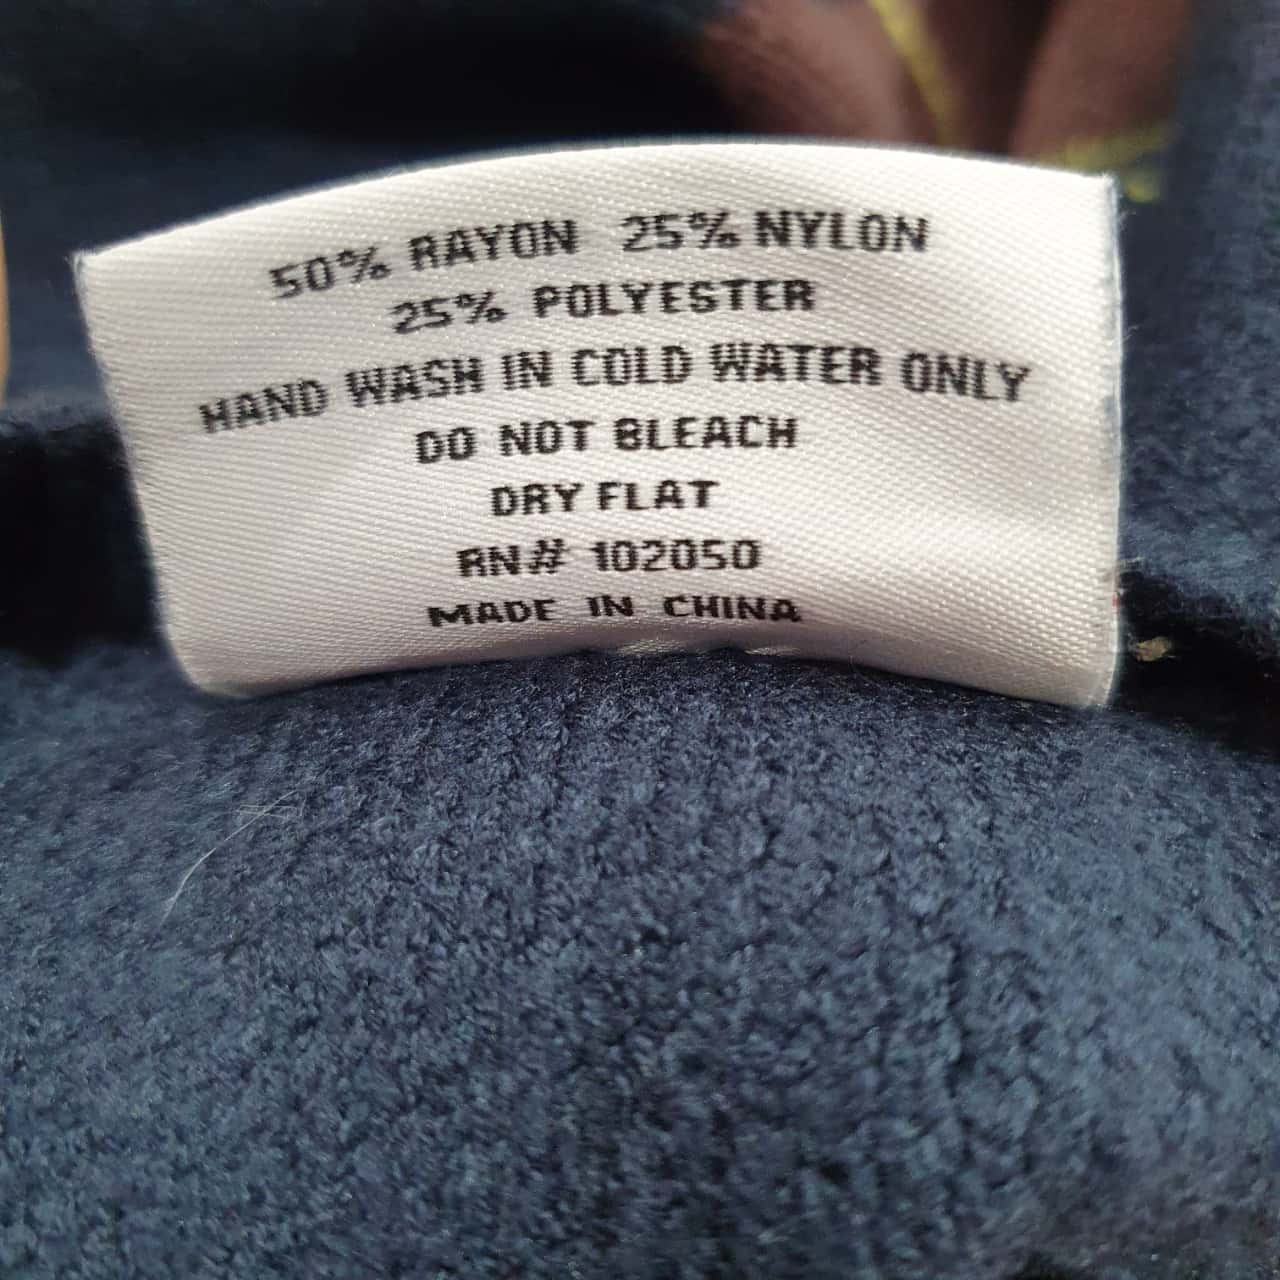 50% RAYON 25% NYLON
25% POLYESTER
HAND WASH IN COLD WATER ONLY
DO NOT BLEACH
DRY FLAT
RN# 102050
MADE IN CHINA